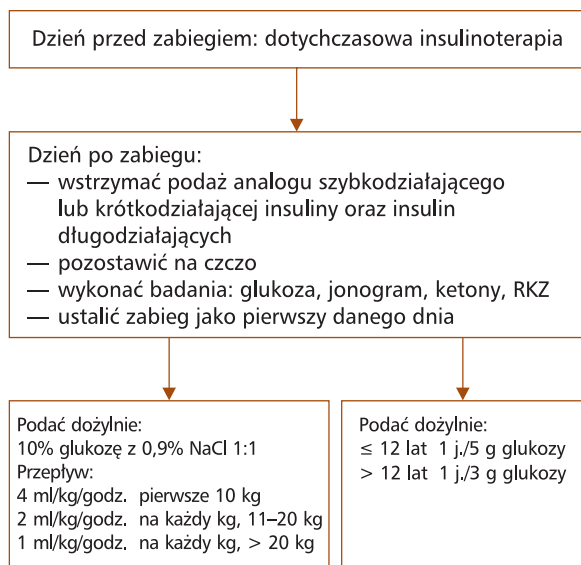 Dzień przed zabiegiem: dotychczasowa insulinoterapia
Dzień po zabiegu:
— wstrzymać podaż analogu szybkodziałającego
lub krótkodziałającej insuliny oraz insulin
długodziałających
— pozostawić na czczo
— wykonać badania: glukoza, jonogram, ketony, RKZ
— ustalić zabieg jako pierwszy danego dnia
Podać dożylnie:
10% glukozę z 0,9% NaCl 1:1
Przepływ:
4 ml/kg/godz. pierwsze 10 kg
2 ml/kg/godz. na każdy kg, 11–20 kg
1 ml/kg/godz. na każdy kg, > 20 kg
Podać dożylnie:
≤ 12 lat 1 j./5 g glukozy
> 12 lat 1 j./3 g glukozy